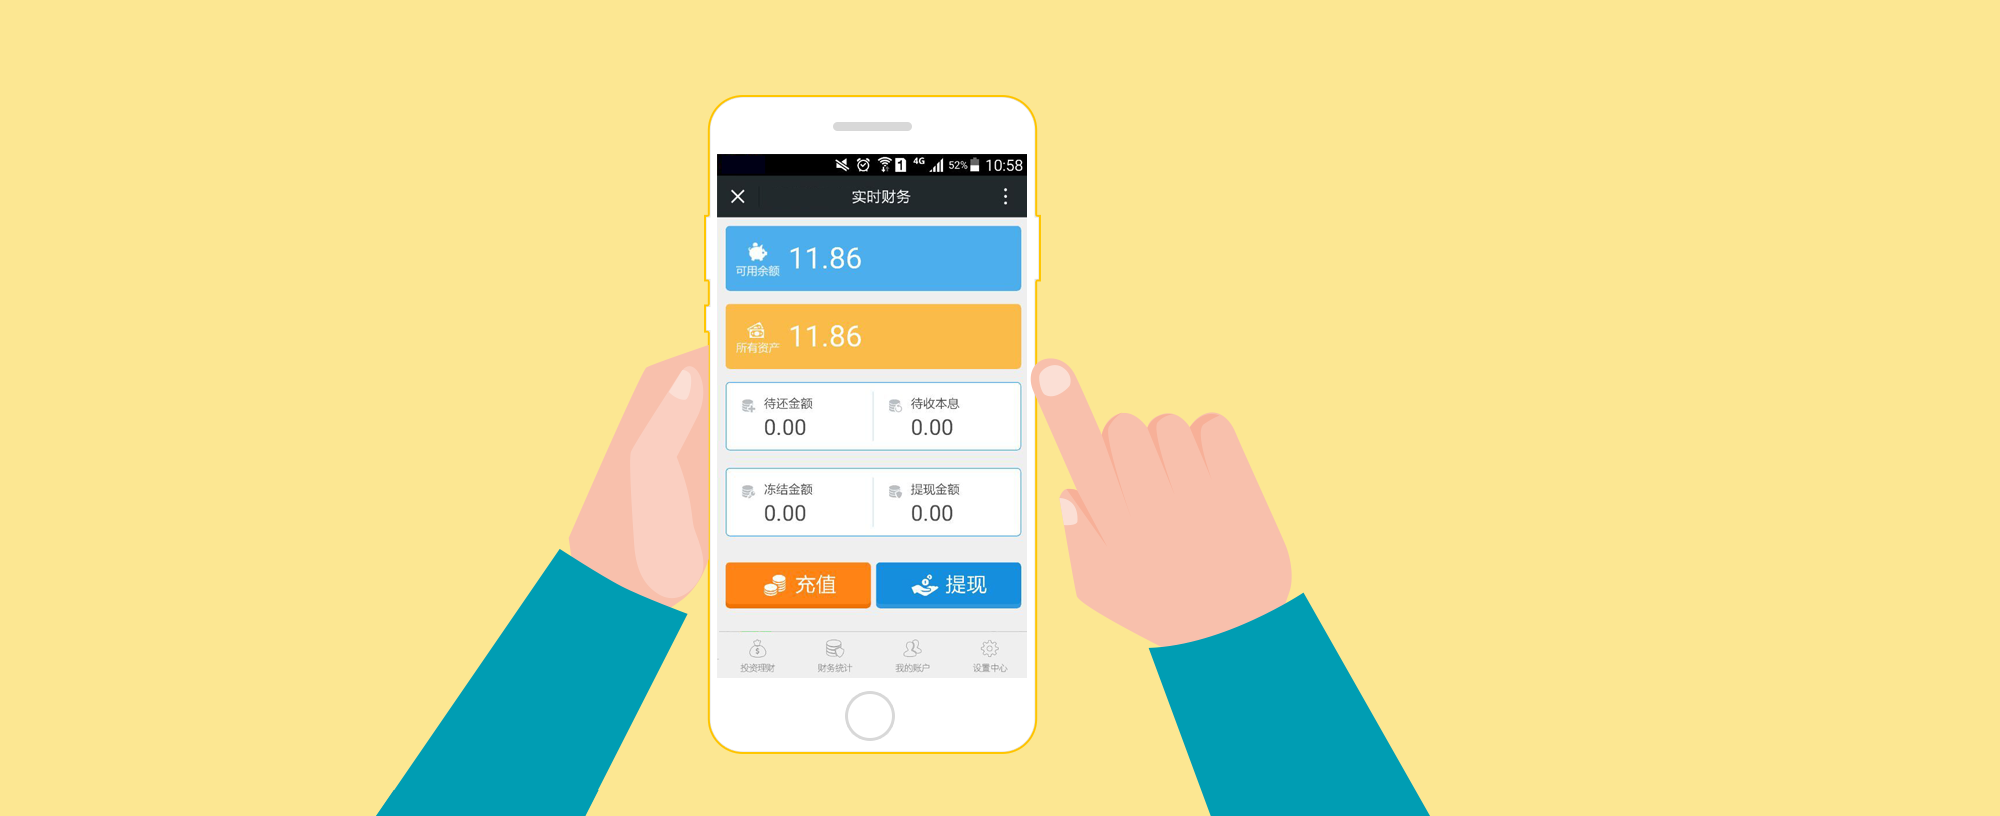 1 4G 52% 10:58
实时财务
11.86
可用余额
11.86
所有资产
待还金额 待收本息
0.00 0.00
冻结金额 提现金额
0.00 0.00
充值 提现
投资理财 财务统计 我的账户 设置中心